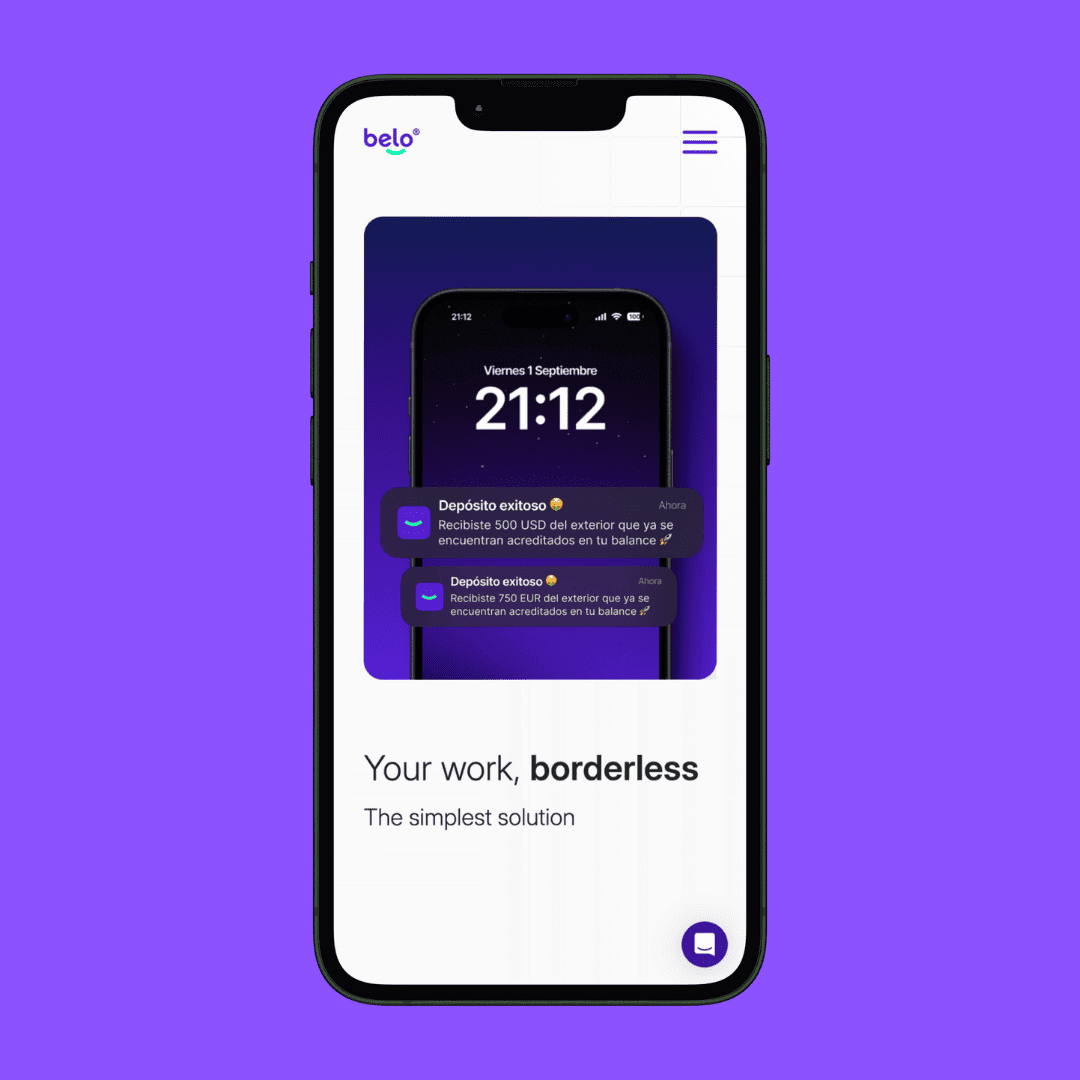 belo®
21:12
100
Viernes 1 Septiembre
21:12
Depósito exitoso 🤑 Ahora
Recibiste 500 USD del exterior que ya se
encuentran acreditados en tu balance 🚀
Depósito exitoso 🤑 Ahora
Recibiste 750 EUR del exterior que ya se
encuentran acreditados en tu balance 🚀
Your work, borderless
The simplest solution